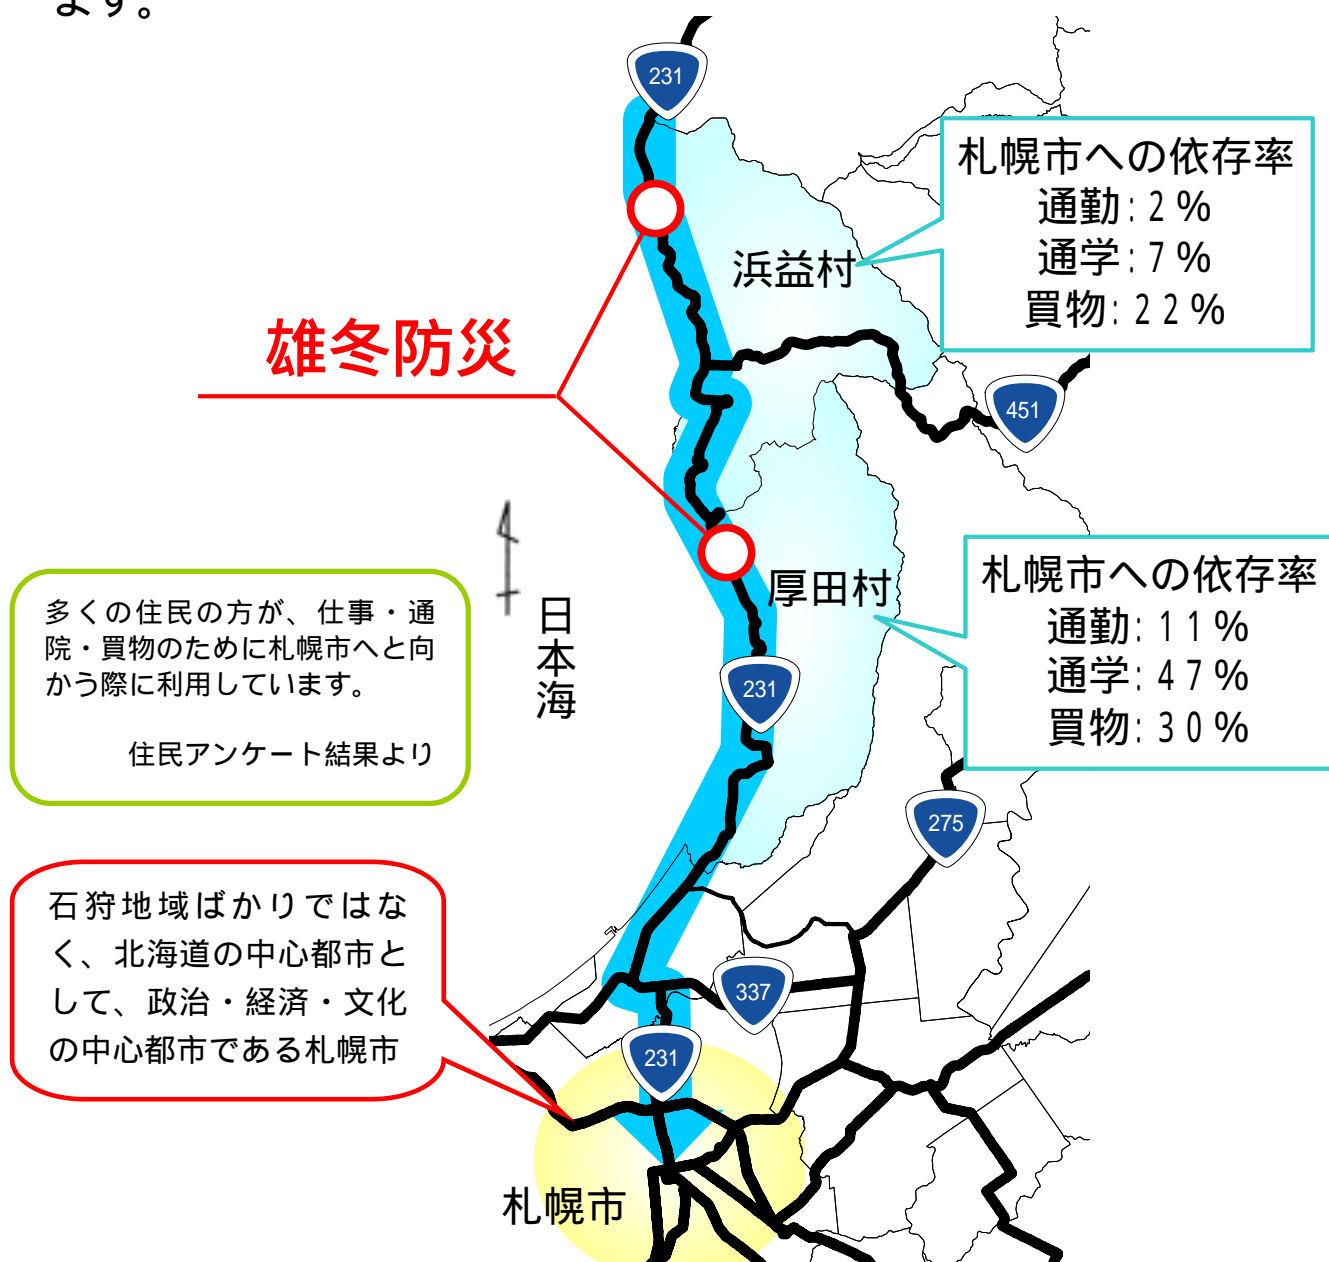 ます。
231
札幌市への依存率
通勤:2%
通学:7%
買物:22%
浜益村
雄冬防災
451
札幌市への依存率
通勤:11%
通学:47%
買物:30%
厚田村
多くの住民の方が、仕事・通
院・買物のために札幌市へと向
かう際に利用しています。
住民アンケート結果より
日本海
231
275
石狩地域ばかりではな
く、北海道の中心都市と
して、政治・経済・文化
の中心都市である札幌市
337
231
札幌市